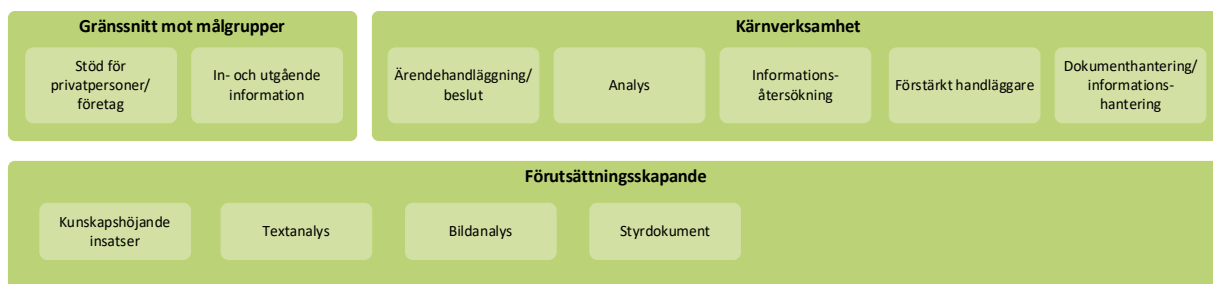 Gränssnitt mot målgrupper
Stöd för
privatpersoner/
företag
In- och utgående
information
Kärnverksamhet
Ärendehandläggning/
beslut
Analys
Informations-
återsökning
Förstärkt handläggare
Dokumenthantering/
informations-
hantering
Förutsättningsskapande
Kunskapshöjande
insatser
Textanalys
Bildanalys
Styrdokument